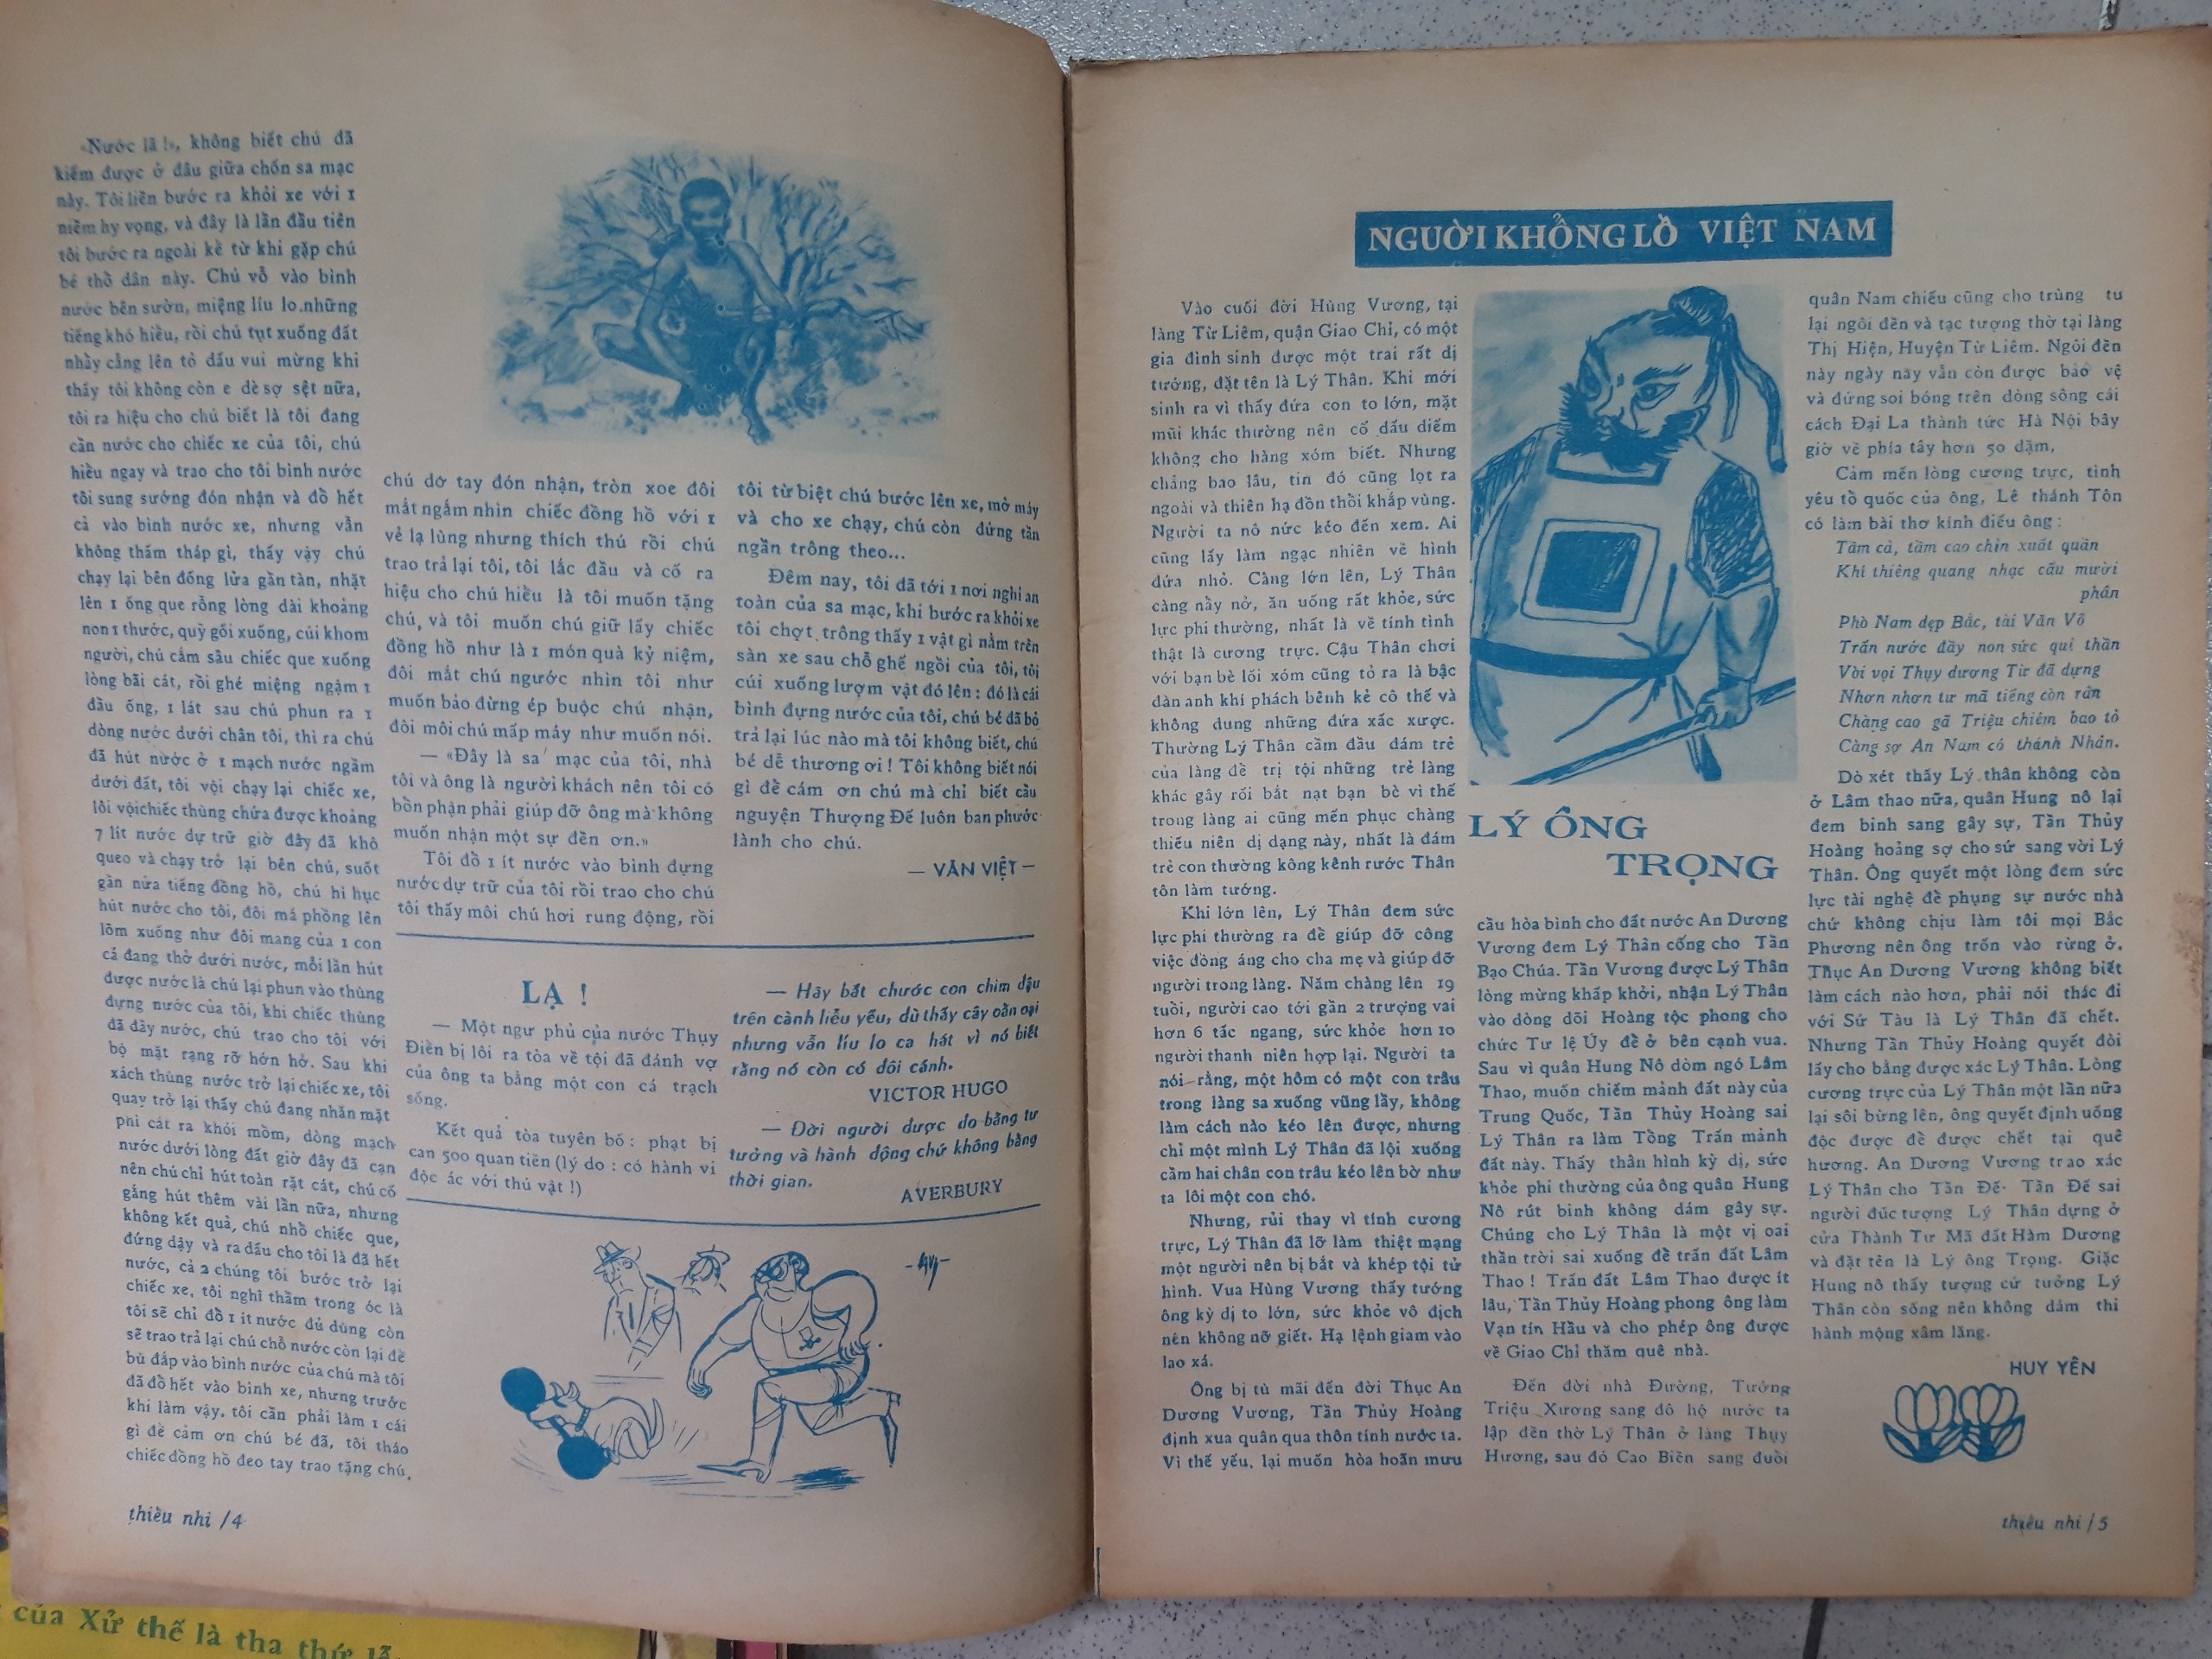 «Nước lã !», không biết chú đã
kiếm được ở đâu giữa chốn sa mạc
này. Tôi liền bước ra khỏi xe với 1
niềm hy vọng, và đây là lần đầu tiên
tôi bước ra ngoài kể từ khi gặp chú
bé thổ dân này. Chú vỗ vào bình
nước bên sườn, miệng líu lo những
tiếng khó hiểu, rồi chú tụt xuống đất
nhảy cẳng lên tỏ dấu vui mừng khi
thấy tôi không còn e dè sợ sệt nữa,
tôi ra hiệu cho chú biết là tôi đang
cần nước cho chiếc xe của tôi, chú
hiểu ngay và trao cho tôi bình nước
tôi sung sướng đón nhận và đổ hết
cả vào bình nước xe, nhưng vẫn
không thấm tháp gì, thấy vậy chú
chạy lại bên đống lửa gần tàn, nhặt
lên 1 ống que rỗng lòng dài khoảng
non 1 thước, quỳ gối xuống, cúi khom
người, chú cắm sâu chiếc que xuống
lòng bãi cát, rồi ghé miệng ngậm 1
đầu ống, 1 lát sau chú phun ra 1
dòng nước dưới chân tôi, thì ra chú
đã hút nước ở 1 mạch nước ngầm
dưới đất, tôi vội chạy lại chiếc xe,
lôi vộichiếc thùng chứa được khoảng
7 lít nước dự trữ giờ đây đã khô
queo và chạy trở lại bên chú, suốt
gần nửa tiếng đồng hồ, chú hì hục
hút nước cho tôi, đôi má phồng lên
lõm xuống như đôi mang của 1 con
cá đang thở dưới nước, mỗi lần hút
được nước là chú lại phun vào thùng
đựng nước của tôi, khi chiếc thùng
đã đầy nước, chú trao cho tôi với
bộ mặt rạng rỡ hớn hở. Sau khi
xách thùng nước trở lại chiếc xe, tôi
quay trở lại thấy chú đang nhăn mặt
phì cát ra khỏi mồm, dòng mạch
nước dưới lòng đất giờ đây đã cạn
nên chú chỉ hút toàn rặt cát, chú cố
gắng hút thêm vài lần nữa, nhưng
không kết quả, chú nhổ chiếc que,
đứng dậy và ra dấu cho tôi là đã hết
nước, cả 2 chúng tôi bước trở lại
chiếc xe, tôi nghĩ thầm trong óc là
tôi sẽ chỉ đổ 1 ít nước đủ dùng còn
sẽ trao trả lại chú chỗ nước còn lại để
bù đắp vào bình nước của chú mà tôi
đã đổ hết vào bình xe, nhưng trước
khi làm vậy, tôi cần phải làm 1 cái
gì để cảm ơn chú bé đã, tôi tháo
chiếc đồng hồ đeo tay trao tặng chú,
chú dơ tay đón nhận, tròn xoe đôi
mắt ngắm nhìn chiếc đồng hồ với 1
vẻ lạ lùng nhưng thích thú rồi chú
trao trả lại tôi, tôi lắc đầu và cố ra
hiệu cho chú hiểu là tôi muốn tặng
chú, và tôi muốn chú giữ lấy chiếc
đồng hồ như là 1 món quà kỷ niệm,
đôi mắt chú ngước nhìn tôi như
muốn bảo đừng ép buộc chú nhận,
đôi môi chú mấp máy như muốn nói.
— «Đây là sa mạc của tôi, nhà
tôi và ông là người khách nên tôi có
bổn phận phải giúp đỡ ông mà không
muốn nhận một sự đền ơn.»
Tôi đổ 1 ít nước vào bình đựng
nước dự trữ của tôi rồi trao cho chú
tôi thấy môi chú hơi rung động, rồi
tôi từ biệt chú bước lên xe, mở máy
và cho xe chạy, chú còn đứng tần
ngần trông theo...
Đêm nay, tôi đã tới 1 nơi nghỉ an
toàn của sa mạc, khi bước ra khỏi xe
tôi chợt trông thấy 1 vật gì nằm trên
sàn xe sau chỗ ghế ngồi của tôi, tôi
cúi xuống lượm vật đó lên : đó là cái
bình đựng nước của tôi, chú bé đã bỏ
trả lại lúc nào mà tôi không biết, chú
bé dễ thương ơi ! Tôi không biết nói
gì để cám ơn chú mà chỉ biết cầu
nguyện Thượng Đế luôn ban phước
lành cho chú.
— VĂN VIỆT —
LẠ !
— Một ngư phủ của nước Thụy
Điển bị lôi ra tòa về tội đã đánh vợ
của ông ta bằng một con cá trạch
sống.
Kết quả tòa tuyên bố : phạt bị
can 500 quan tiền (lý do : có hành vi
độc ác với thú vật !)
— Hãy bắt chước con chim đậu
trên cành liễu yếu, dù thấy cây oằn oại
nhưng vẫn líu lo ca hát vì nó biết
rằng nó còn có đôi cánh.
VICTOR HUGO
— Đời người được đo bằng tư
tưởng và hành động chứ không bằng
thời gian.
AVERBURY
thiếu nhi /4
NGƯỜI KHỔNG LỒ VIỆT NAM
Vào cuối đời Hùng Vương, tại
làng Từ Liêm, quận Giao Chỉ, có một
gia đình sinh được một trai rất dị
tướng, đặt tên là Lý Thân. Khi mới
sinh ra vì thấy đứa con to lớn, mặt
mũi khác thường nên cố dấu diếm
không cho hàng xóm biết. Nhưng
chẳng bao lâu, tin đó cũng lọt ra
ngoài và thiên hạ đồn thổi khắp vùng.
Người ta nô nức kéo đến xem. Ai
cũng lấy làm ngạc nhiên về hình
đứa nhỏ. Càng lớn lên, Lý Thân
càng nẩy nở, ăn uống rất khỏe, sức
lực phi thường, nhất là về tính tình
thật là cương trực. Cậu Thân chơi
với bạn bè lối xóm cũng tỏ ra là bậc
đàn anh khí phách bênh kẻ cô thế và
không dung những đứa xấc xược.
Thường Lý Thân cầm đầu đám trẻ
của làng để trị tội những trẻ làng
khác gây rối bắt nạt bạn bè vì thế
trong làng ai cũng mến phục chàng
thiếu niên dị dạng này, nhất là đám
trẻ con thường kông kênh rước Thân
tôn làm tướng.
Khi lớn lên, Lý Thân đem sức
lực phi thường ra để giúp đỡ công
việc đồng áng cho cha mẹ và giúp đỡ
người trong làng. Năm chàng lên 19
tuổi, người cao tới gần 2 trượng vai
hơn 6 tấc ngang, sức khỏe hơn 10
người thanh niên hợp lại. Người ta
nói rằng, một hôm có một con trâu
trong làng sa xuống vũng lầy, không
làm cách nào kéo lên được, nhưng
chỉ một mình Lý Thân đã lội xuống
cầm hai chân con trâu kéo lên bờ như
ta lôi một con chó.
Nhưng, rủi thay vì tính cương
trực, Lý Thân đã lỡ làm thiệt mạng
một người nên bị bắt và khép tội tử
hình. Vua Hùng Vương thấy tướng
ông kỳ dị to lớn, sức khỏe vô địch
nên không nỡ giết. Hạ lệnh giam vào
lao xá.
Ông bị tù mãi đến đời Thục An
Dương Vương, Tần Thủy Hoàng
định xua quân qua thôn tính nước ta.
Vì thế yếu, lại muốn hòa hoãn mưu
LÝ ÔNG
TRỌNG
cầu hòa bình cho đất nước An Dương
Vương đem Lý Thân cống cho Tần
Bạo Chúa. Tần Vương được Lý Thân
lòng mừng khấp khởi, nhận Lý Thân
vào dòng dõi Hoàng tộc phong cho
chức Tư lệ Úy để ở bên cạnh vua.
Sau vì quân Hung Nô dòm ngó Lâm
Thao, muốn chiếm mảnh đất này của
Trung Quốc, Tần Thủy Hoàng sai
Lý Thân ra làm Tổng Trấn mảnh
đất này. Thấy thân hình kỳ dị, sức
khỏe phi thường của ông quân Hung
Nô rút binh không dám gây sự.
Chúng cho Lý Thân là một vị oai
thần trời sai xuống để trấn đất Lâm
Thao ! Trấn đất Lâm Thao được ít
lâu, Tần Thủy Hoàng phong ông làm
Vạn tín Hầu và cho phép ông được
về Giao Chỉ thăm quê nhà.
Đến đời nhà Đường, Tướng
Triệu Xương sang đô hộ nước ta
lập đền thờ Lý Thân ở làng Thụy
Hương, sau đó Cao Biền sang đuổi
quân Nam chiếu cũng cho trùng tu
lại ngôi đền và tạc tượng thờ tại làng
Thị Hiện, Huyện Từ Liêm. Ngôi đền
này ngày nay vẫn còn được bảo vệ
và đứng soi bóng trên dòng sông cái
cách Đại La thành tức Hà Nội bây
giờ về phía tây hơn 50 dặm,
Cảm mến lòng cương trực, tình
yêu tổ quốc của ông, Lê thánh Tôn
có làm bài thơ kính điếu ông :
Tầm cả, tầm cao chín xuất quần
Khí thiêng quang nhạc cấu mười
phân
Phò Nam dẹp Bắc, tài Văn Võ
Trấn nước đầy non sức quỉ thần
Vời vọi Thụy dương Từ đã dựng
Nhơn nhơn tư mã tiếng còn rân
Chàng cao gã Triệu chiêm bao tỏ
Càng sợ An Nam có thánh Nhân.
Dò xét thấy Lý thân không còn
ở Lâm thao nữa, quân Hung nô lại
đem binh sang gây sự, Tần Thủy
Hoàng hoảng sợ cho sứ sang vời Lý
Thân. Ông quyết một lòng đem sức
lực tài nghệ để phụng sự nước nhà
chứ không chịu làm tôi mọi Bắc
Phương nên ông trốn vào rừng ở.
Thục An Dương Vương không biết
làm cách nào hơn, phải nói thác đi
với Sứ Tàu là Lý Thân đã chết.
Nhưng Tần Thủy Hoàng quyết đòi
lấy cho bằng được xác Lý Thân. Lòng
cương trực của Lý Thân một lần nữa
lại sôi bừng lên, ông quyết định uống
độc được để được chết tại quê
hương. An Dương Vương trao xác
Lý Thân cho Tần Đế. Tần Đế sai
người đúc tượng Lý Thân dựng ở
cửa Thành Tư Mã đất Hàm Dương
và đặt tên là Lý ông Trọng. Giặc
Hung nô thấy tượng cứ tưởng Lý
Thân còn sống nên không dám thi
hành mộng xâm lăng.
HUY YÊN
thiếu nhi / 5
của Xử thế là tha thứ lỗi